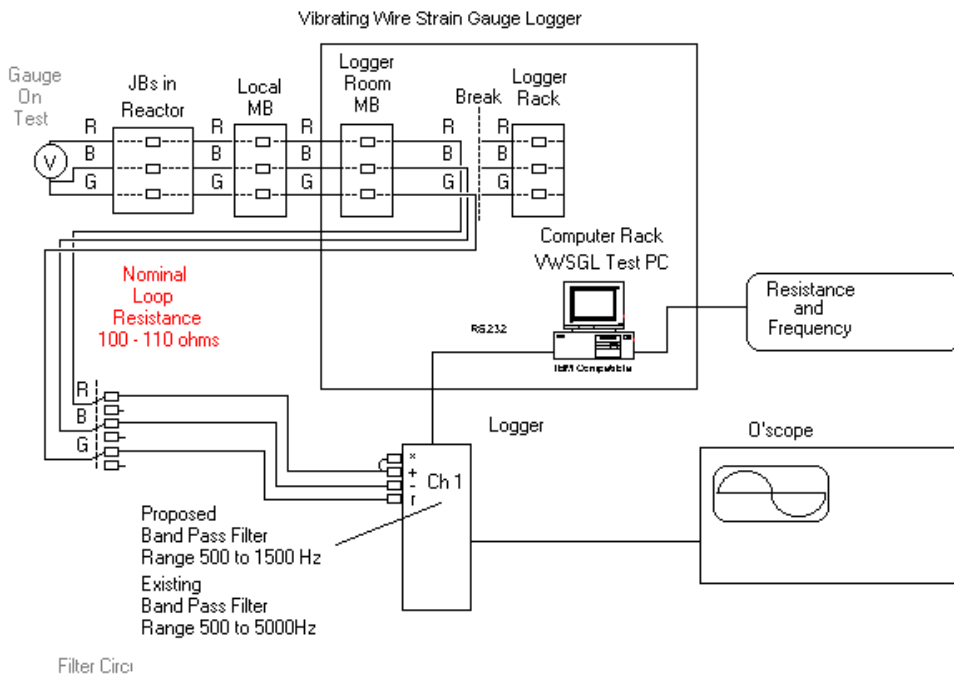 Vibrating Wire Strain Gauge Logger
Gauge
On
Test
JBs in
Reactor
Local
MB
Logger
Room
MB
Break
Logger
Rack
R
R
R
R
R
B
B
B
B
B
G
G
G
G
G
V
Nominal
Loop
Resistance
100 - 110 ohms
Computer Rack
VWSGL Test PC
RS232
IBM Compatible
Resistance
and
Frequency
R
B
G
Logger
O'scope
x
+
-
r
Ch 1
Proposed
Band Pass Filter
Range 500 to 1500 Hz
Existing
Band Pass Filter
Range 500 to 5000Hz
Filter